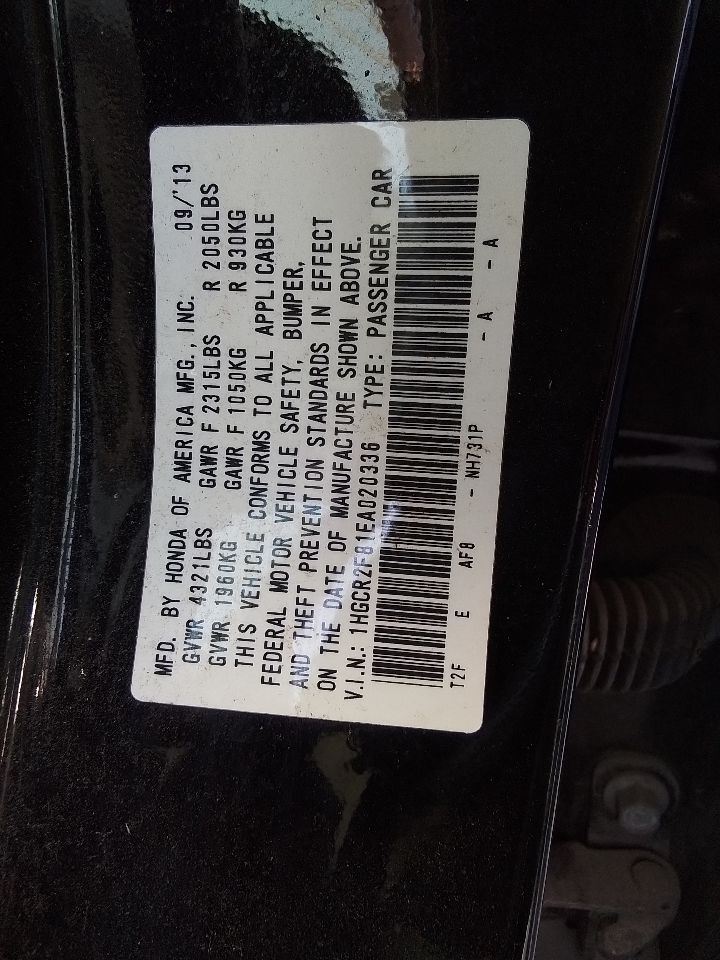 MFD. BY HONDA OF AMERICA MFG., INC. 09/'13
GVWR 4321LBS GAWR F 2315LBS R 2050LBS
GVWR 1960KG GAWR F 1050KG R 930KG
THIS VEHICLE CONFORMS TO ALL APPLICABLE
FEDERAL MOTOR VEHICLE SAFETY, BUMPER,
AND THEFT PREVENTION STANDARDS IN EFFECT
ON THE DATE OF MANUFACTURE SHOWN ABOVE.
V.I.N.: 1HGCR2F81EA020336 TYPE: PASSENGER CAR
T2F E AF8 - NH731P - A - A